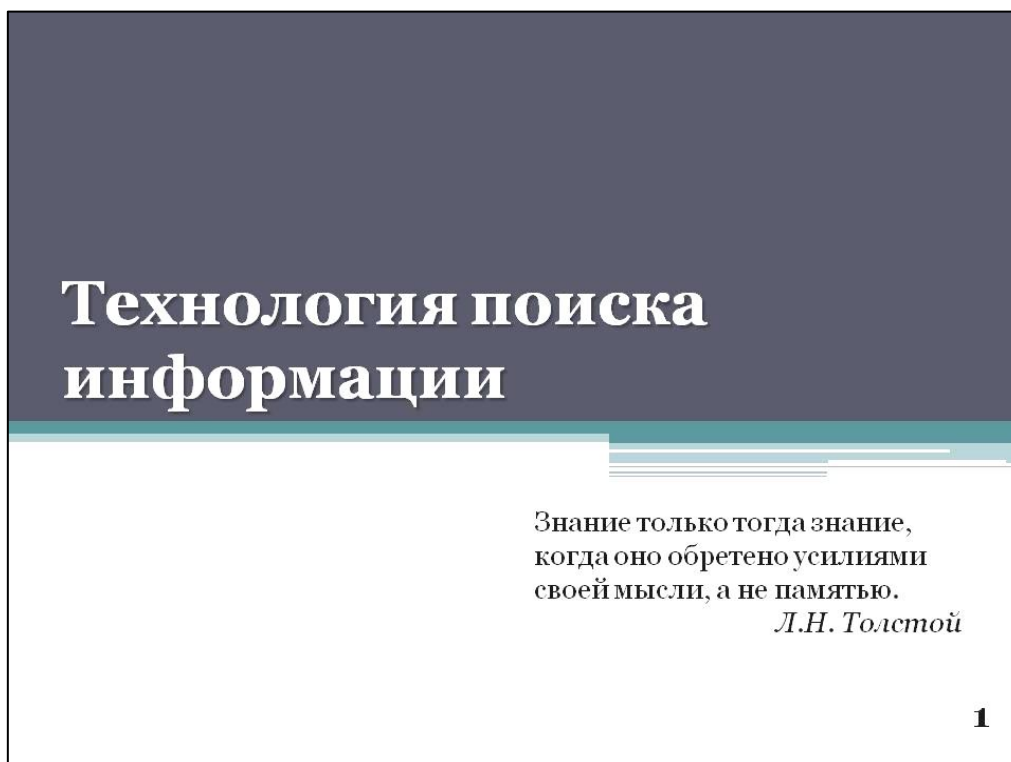 Технология поиска
информации
Знание только тогда знание,
когда оно обретено усилиями
своей мысли, а не памятью.
Л.Н. Толстой
1